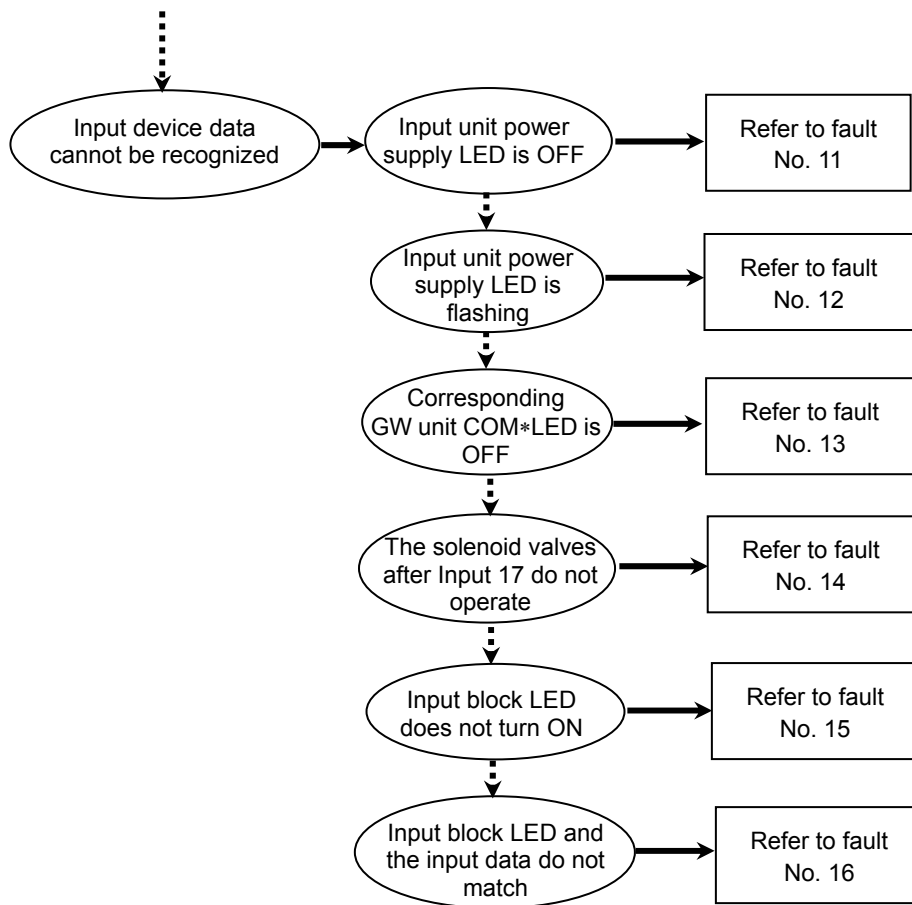 Input device data
cannot be recognized
Input unit power
supply LED is OFF
Refer to fault
No. 11
Input unit power
supply LED is
flashing
Refer to fault
No. 12
Corresponding
GW unit COM*LED is
OFF
Refer to fault
No. 13
The solenoid valves
after Input 17 do not
operate
Refer to fault
No. 14
Input block LED
does not turn ON
Refer to fault
No. 15
Input block LED and
the input data do not
match
Refer to fault
No. 16